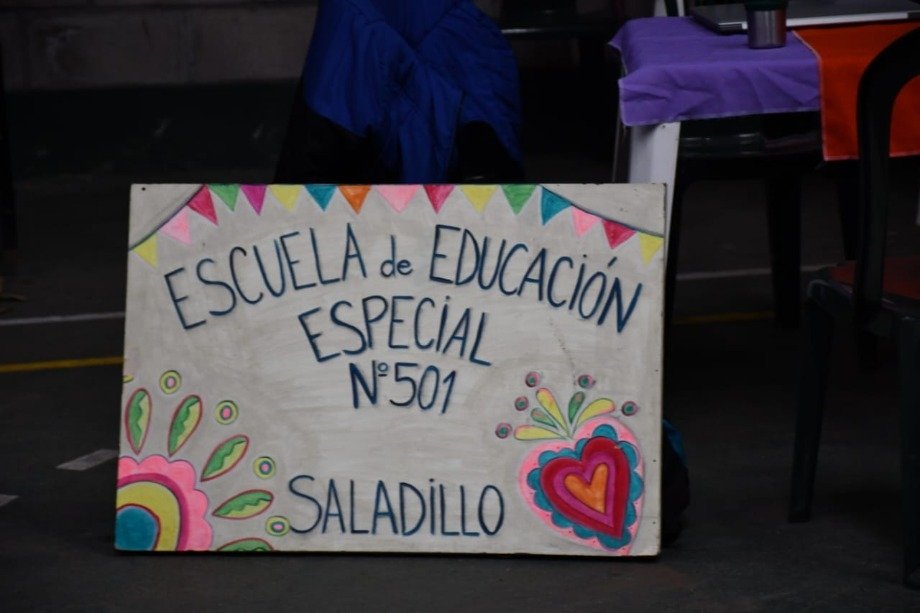 ESCUELA de EDUCACIÓN
ESPECIAL
Nº501
SALADILLO